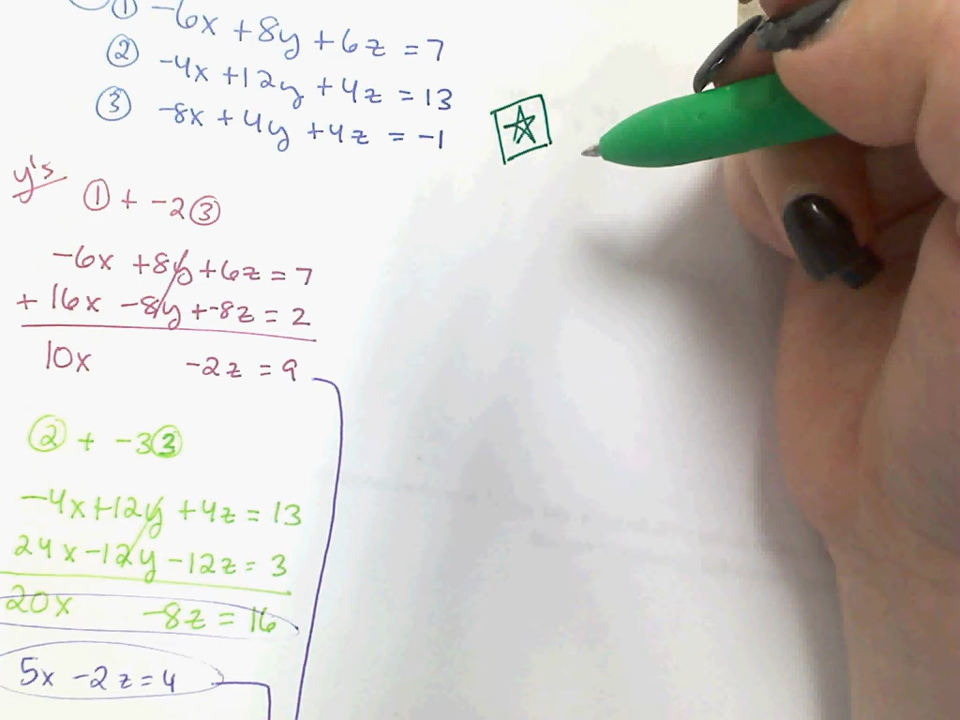 ① -6x +8y +6z = 7
② -4x +12y + 4z = 13
③ -8x + 4y +4z = -1
y's
① + -2③
-6x +8y +6z = 7
+ 16x -8y +-8z = 2
10x -2z = 9
② + -3③
-4x+12y +4z = 13
24x -12y -12z = 3
20x -8z = 16
5x -2z = 4